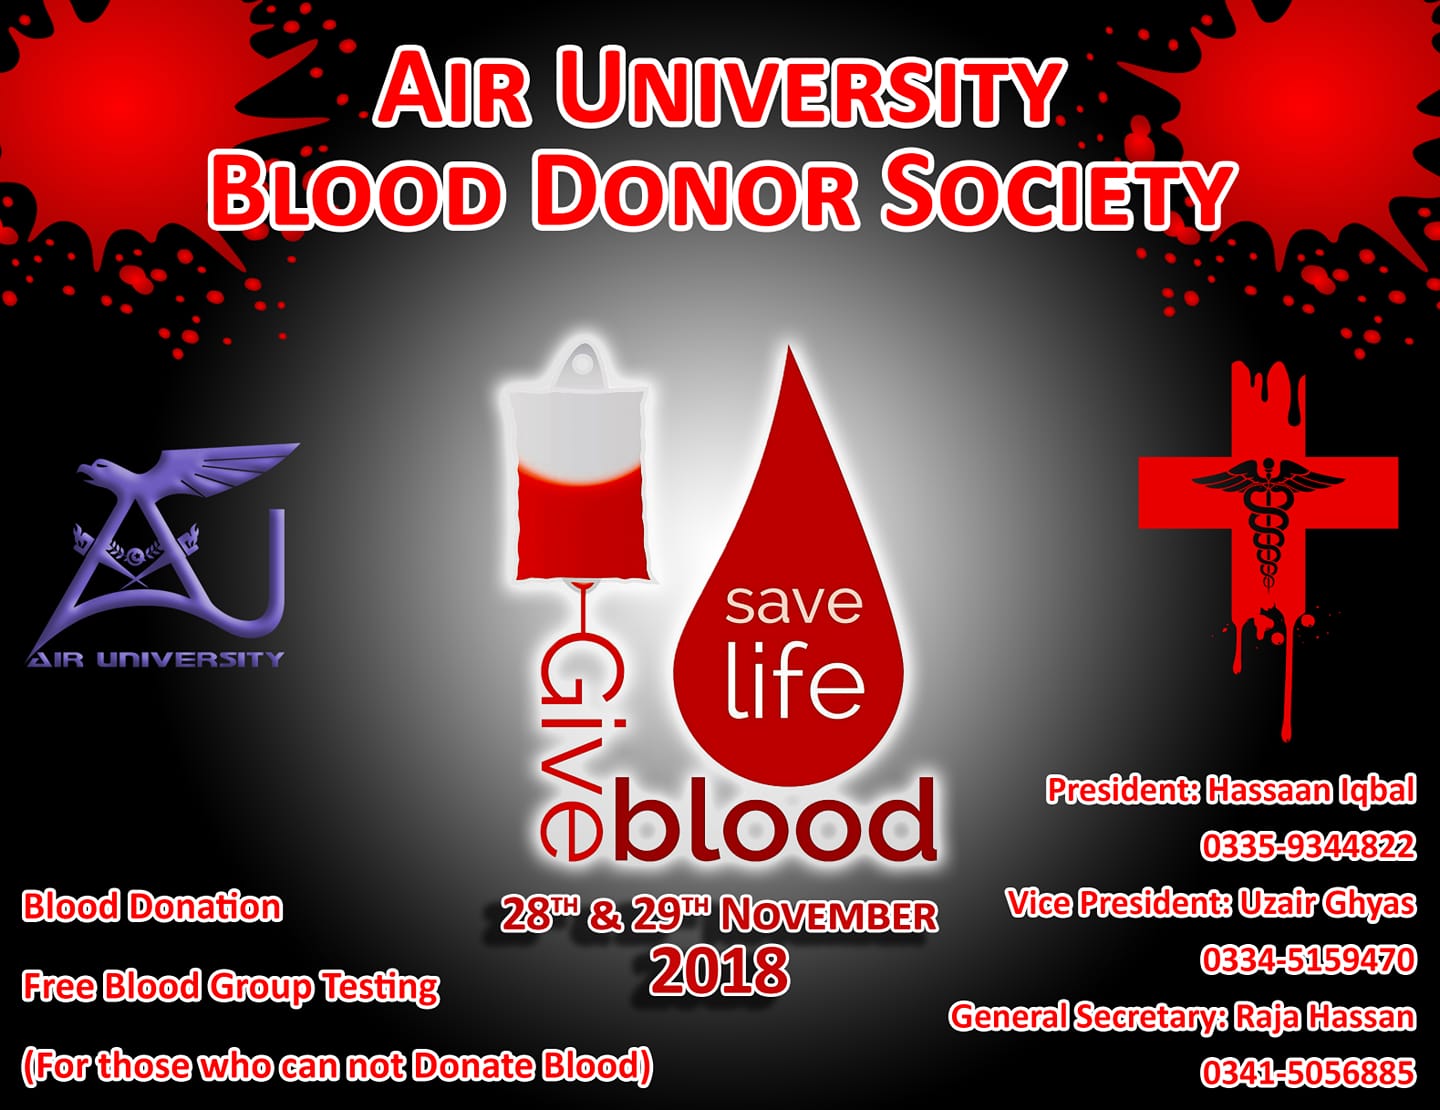 AIR UNIVERSITY
BLOOD DONOR SOCIETY
AIR UNIVERSITY
save
life
Give
blood
28TH & 29TH NOVEMBER
2018
Blood Donation
Free Blood Group Testing
(For those who can not Donate Blood)
President: Hassaan Iqbal
0335-9344822
Vice President: Uzair Ghyas
0334-5159470
General Secretary: Raja Hassan
0341-5056885